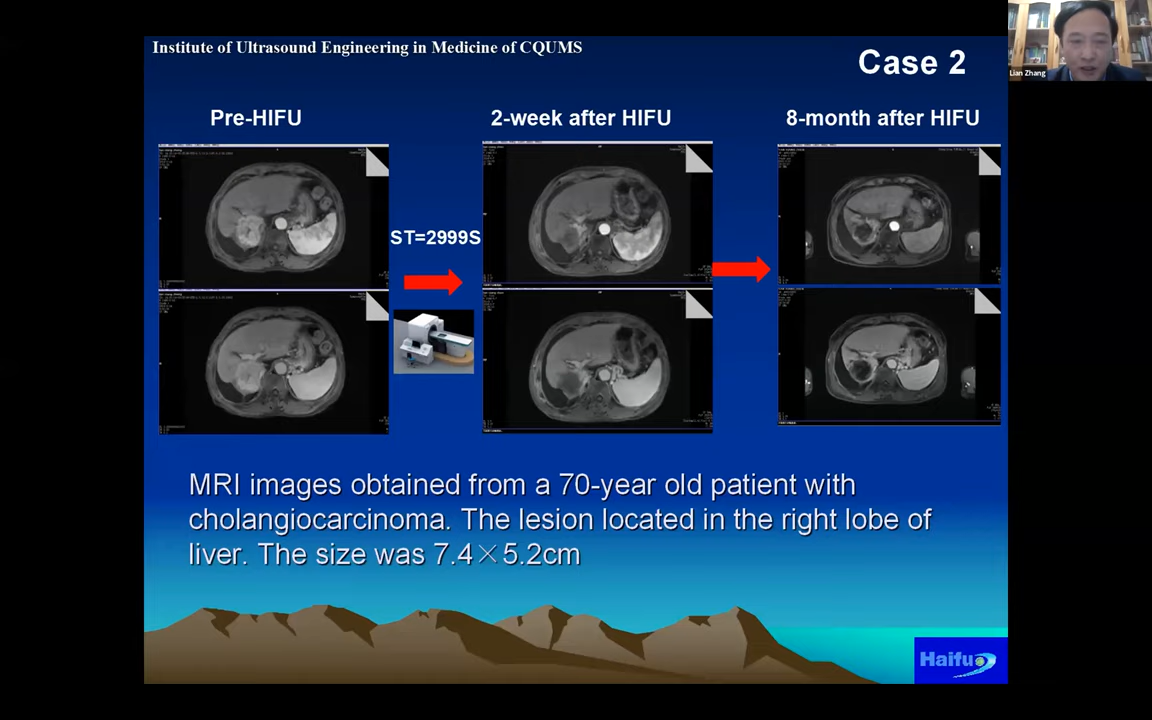 Institute of Ultrasound Engineering in Medicine of CQUMS
Case 2
Lian Zhang
Pre-HIFU
2-week after HIFU
8-month after HIFU
ST=2999S
MRI images obtained from a 70-year old patient with
cholangiocarcinoma. The lesion located in the right lobe of
liver. The size was 7.4×5.2cm
Haifu